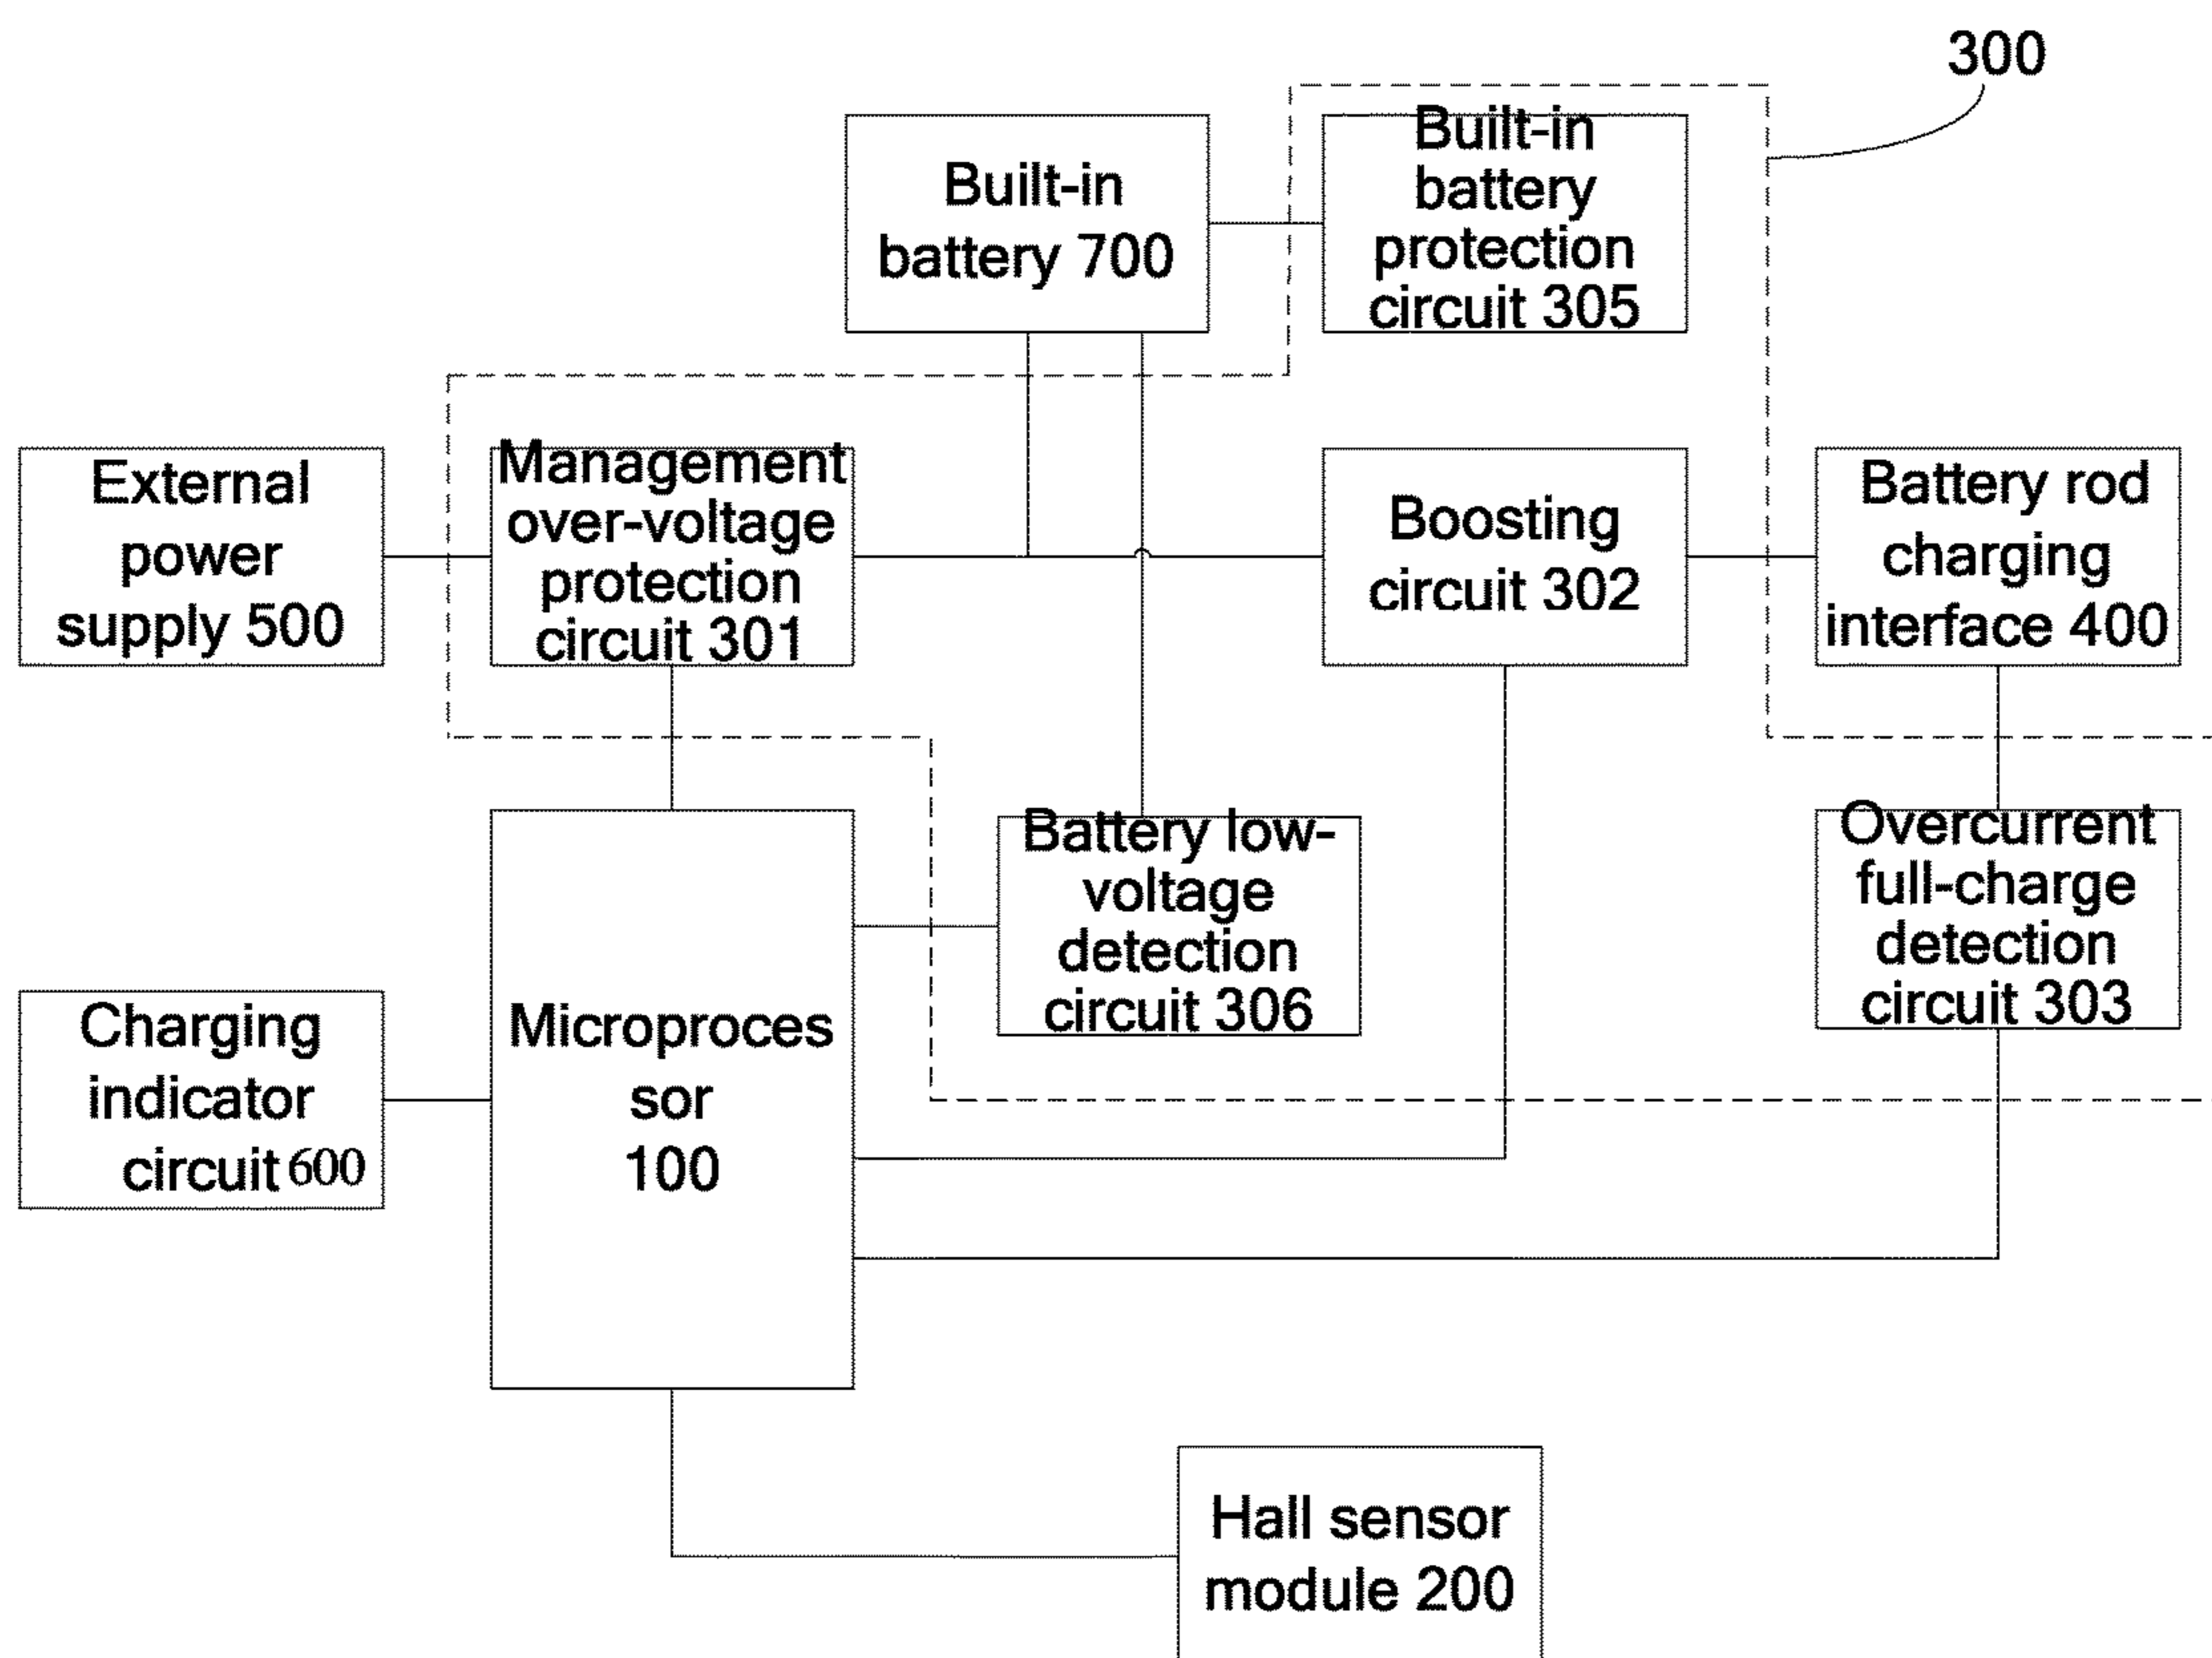 300
Built-in
battery 700
Built-in
battery
protection
circuit 305
External
power
supply 500
Management
over-voltage
protection
circuit 301
Boosting
circuit 302
Battery rod
charging
interface 400
Battery low-
voltage
detection
circuit 306
Overcurrent
full-charge
detection
circuit 303
Charging
indicator
circuit 600
Microproces
sor
100
Hall sensor
module 200